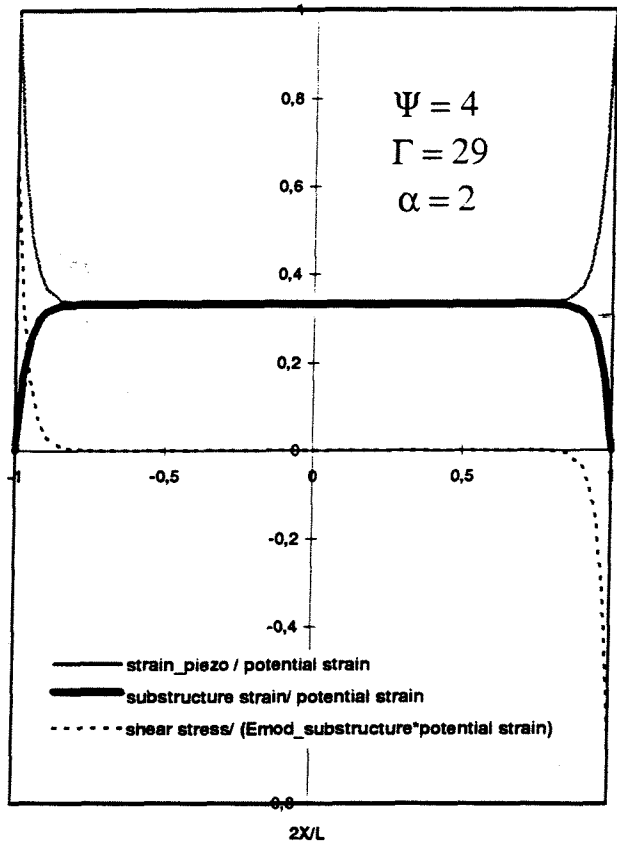 1
0,8
Ψ = 4
Γ = 29
α = 2
0,6
0,4
0,2
0
-1
-0,5
0
0,5
1
-0,2
-0,4
strain_piezo / potential strain
substructure strain/ potential strain
shear stress/ (Emod_substructure*potential strain)
2X/L